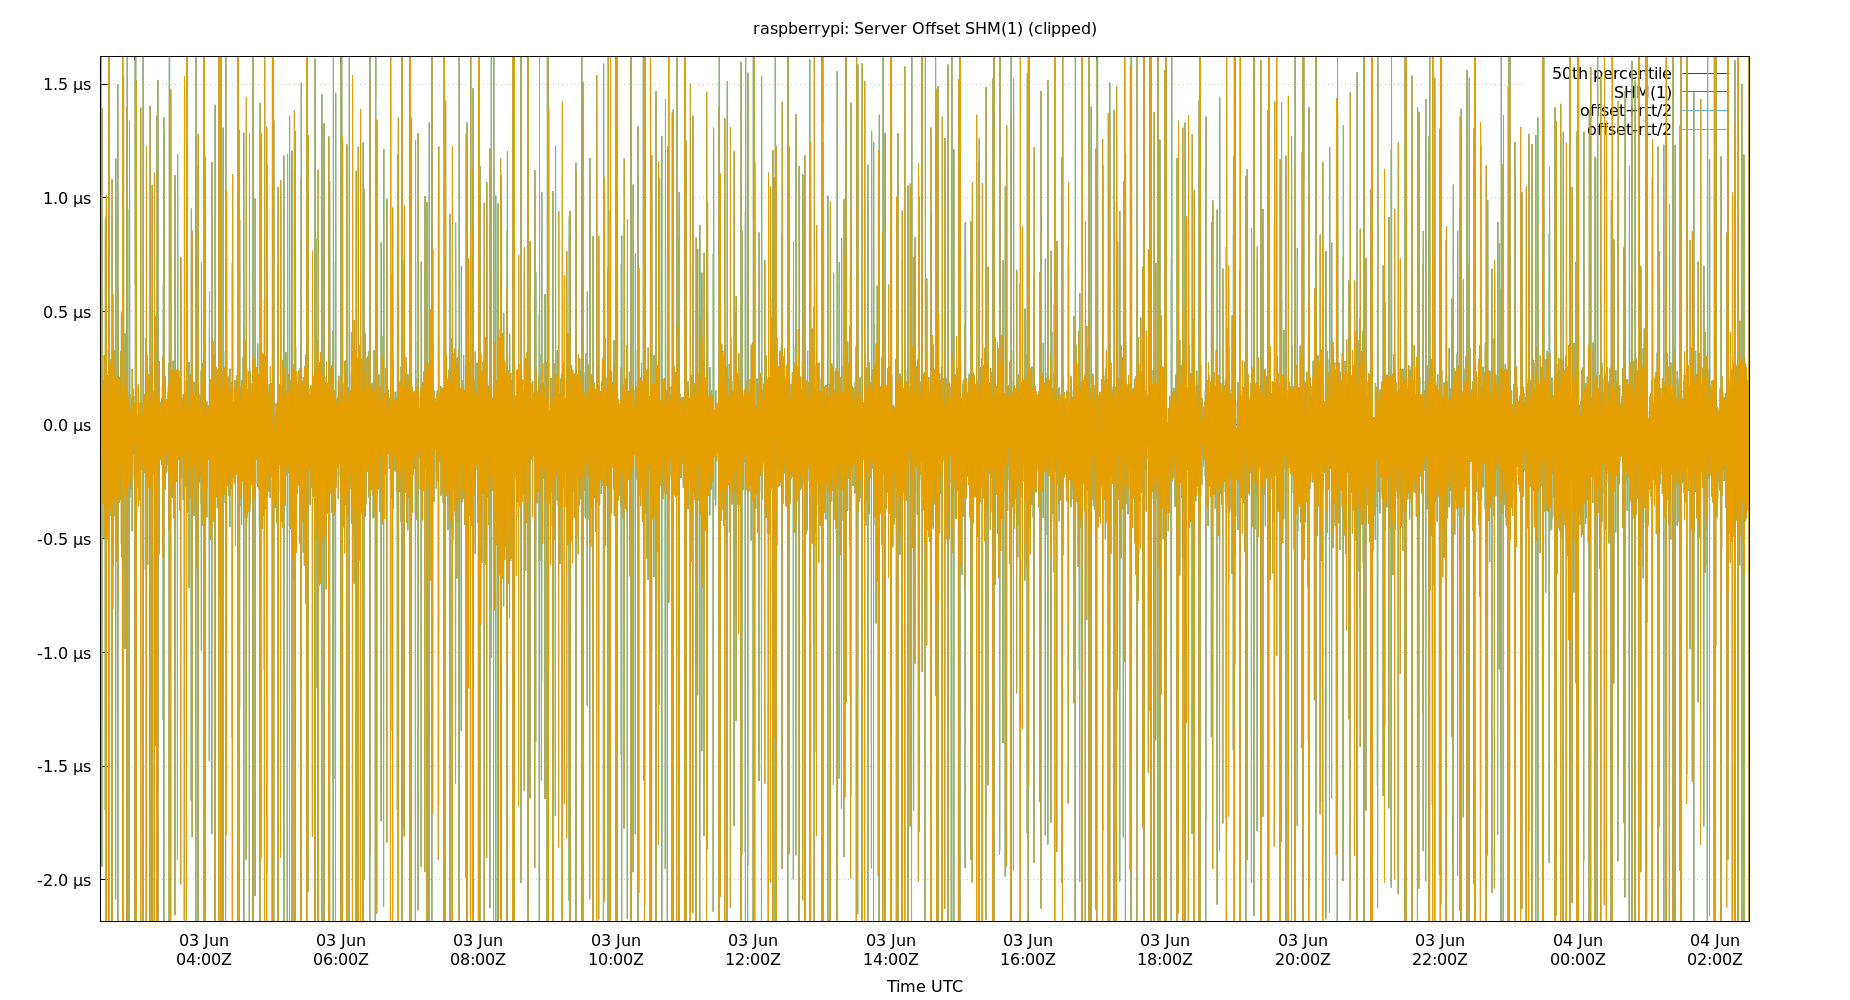 raspberrypi: Server Offset SHM(1) (clipped)
1.5 µs
1.0 µs
0.5 µs
0.0 µs
-0.5 µs
-1.0 µs
-1.5 µs
-2.0 µs
50th percentile
SHM(1)
offset+rtt/2
offset-rtt/2
03 Jun 03 Jun 03 Jun 03 Jun 03 Jun 03 Jun 03 Jun 03 Jun 03 Jun 03 Jun 04 Jun 04 Jun
04:00Z 06:00Z 08:00Z 10:00Z 12:00Z 14:00Z 16:00Z 18:00Z 20:00Z 22:00Z 00:00Z 02:00Z
Time UTC